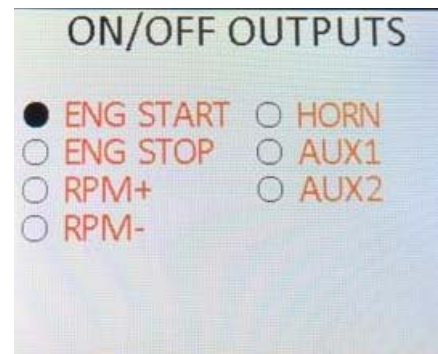 ON/OFF OUTPUTS
ENG START
ENG STOP
RPM+
RPM-
HORN
AUX1
AUX2